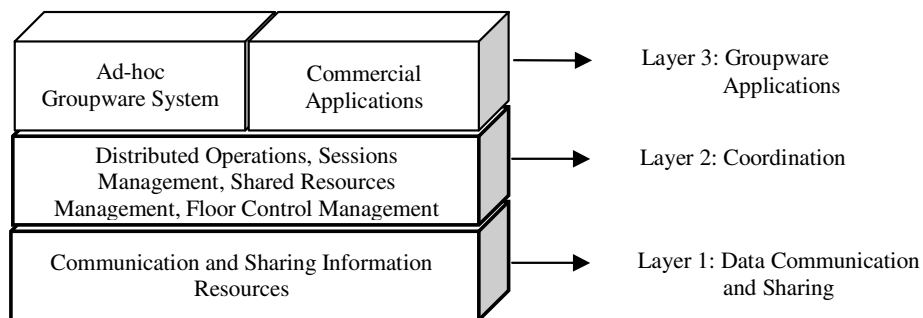 Ad-hoc
Groupware System
Commercial
Applications
Layer 3: Groupware
Applications
Distributed Operations, Sessions
Management, Shared Resources
Management, Floor Control Management
Layer 2: Coordination
Communication and Sharing Information
Resources
Layer 1: Data Communication
and Sharing